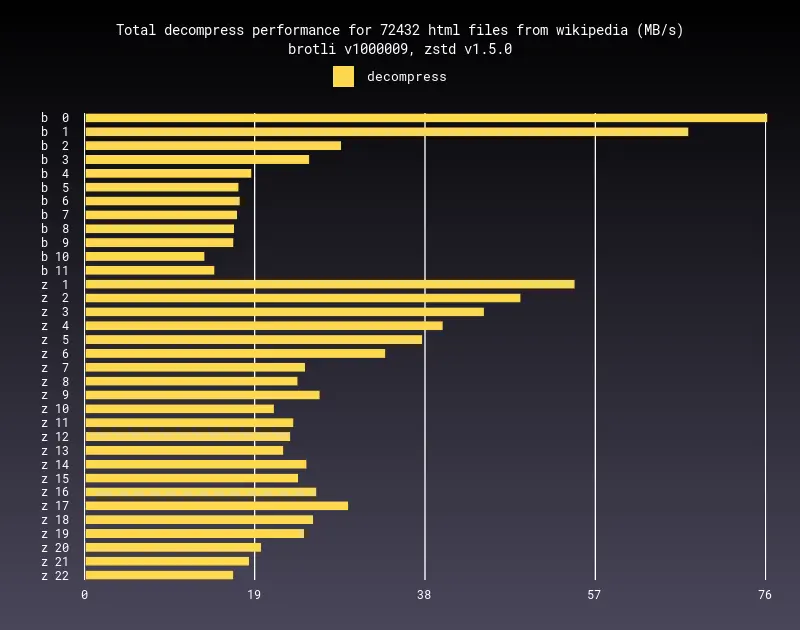 Total decompress performance for 72432 html files from wikipedia (MB/s)
brotli v1000009, zstd v1.5.0
decompress
b 0
b 1
b 2
b 3
b 4
b 5
b 6
b 7
b 8
b 9
b 10
b 11
z 1
z 2
z 3
z 4
z 5
z 6
z 7
z 8
z 9
z 10
z 11
z 12
z 13
z 14
z 15
z 16
z 17
z 18
z 19
z 20
z 21
z 22
0 19 38 57 76